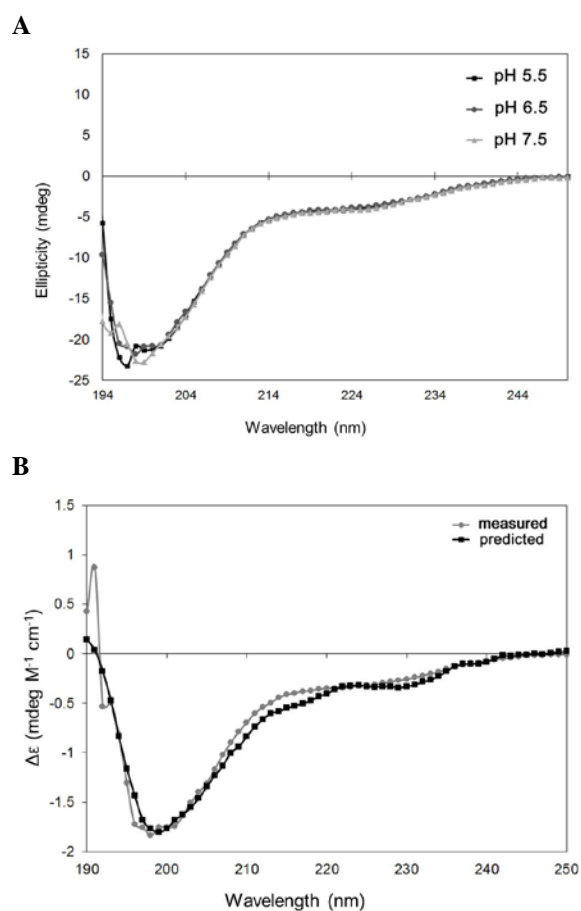 A
15
10
5
0
-5
-10
-15
-20
-25
Ellipticity (mdeg)
pH 5.5
pH 6.5
pH 7.5
194 204 214 224 234 244
Wavelength (nm)
B
1.5
1
0.5
0
-0.5
-1
-1.5
-2
Δε (mdeg M⁻¹ cm⁻¹)
measured
predicted
190 200 210 220 230 240 250
Wavelength (nm)